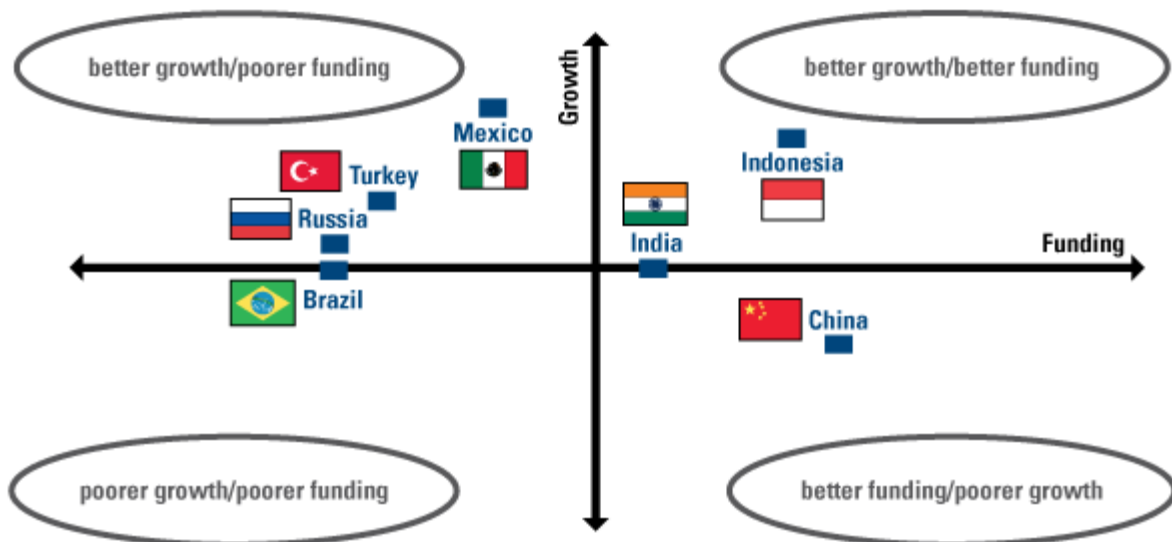 better growth/poorer funding
Growth
better growth/better funding
Mexico
Indonesia
Turkey
Russia
India
Funding
Brazil
China
poorer growth/poorer funding
better funding/poorer growth